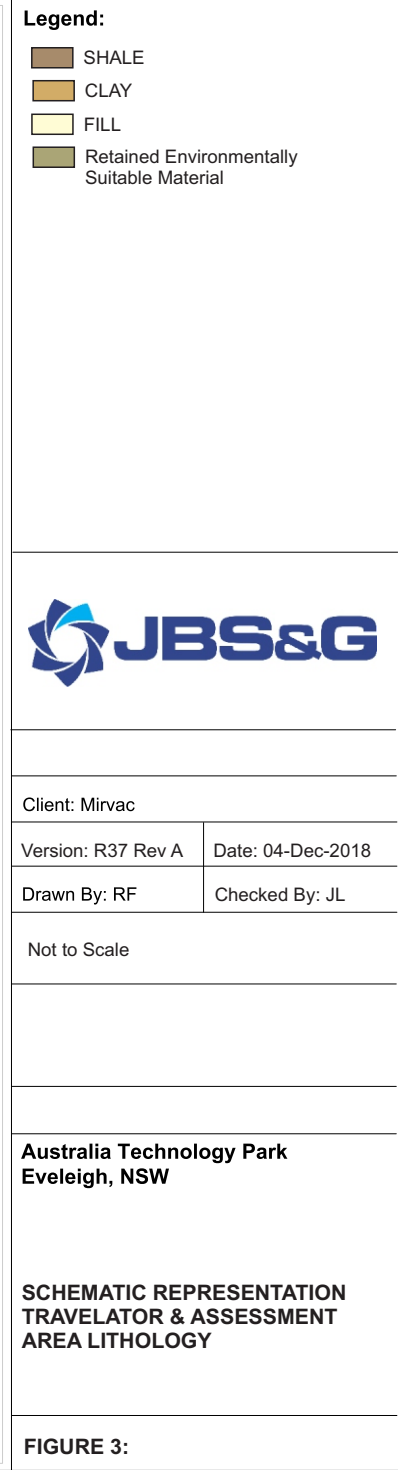 Legend:
SHALE
CLAY
FILL
Retained Environmentally
Suitable Material
JBS&G
Client: Mirvac
Version: R37 Rev A Date: 04-Dec-2018
Drawn By: RF Checked By: JL
Not to Scale
Australia Technology Park
Eveleigh, NSW
SCHEMATIC REPRESENTATION
TRAVELATOR & ASSESSMENT
AREA LITHOLOGY
FIGURE 3: